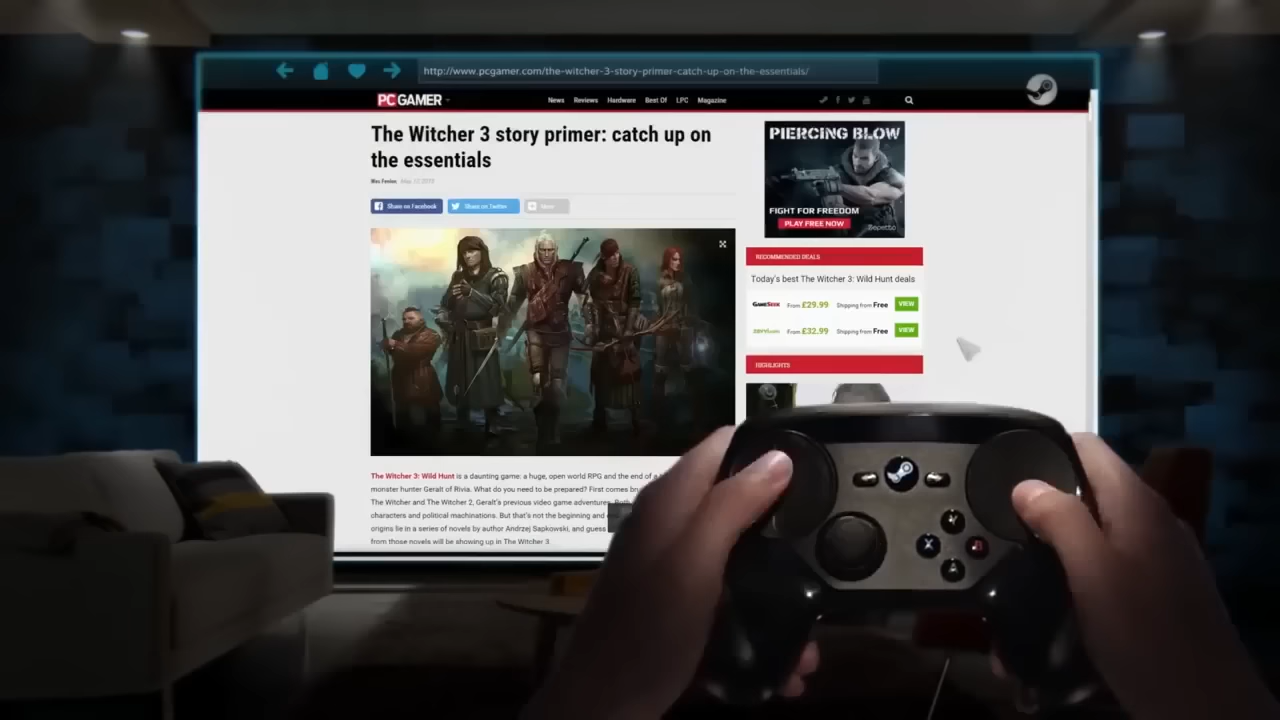 http://www.pcgamer.com/the-witcher-3-story-primer-catch-up-on-the-essentials/
PC GAMER
News Reviews Hardware Best Of LPC Magazine
The Witcher 3 story primer: catch up on
the essentials
Wes Fenlon May
Share on Facebook Share on Twitter More
PIERCING BLOW
FIGHT FOR FREEDOM
PLAY FREE NOW
RECOMMENDED DEALS
Today's best The Witcher 3: Wild Hunt deals
GAMESEEK From £29.99 Shipping from Free VIEW
From £32.99 Shipping from Free VIEW
HIGHLIGHTS
The Witcher 3: Wild Hunt is a daunting game: a huge, open world RPG and the end of a
monster hunter Geralt of Rivia. What do you need to be prepared? First comes
The Witcher and The Witcher 2, Geralt's previous video game adventures.
characters and political machinations. But that's not the beginning and
origins lie in a series of novels by author Andrzej Sapkowski, and guess
from those novels will be showing up in The Witcher 3.
Y
X B
A